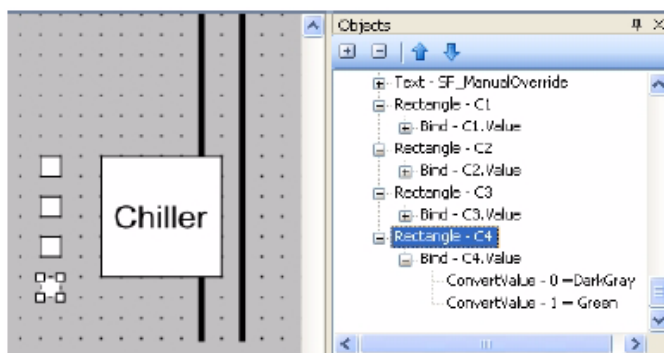 Chiller
Objects
Text - SF_ManualOverride
Rectangle - C1
Bind - C1.Value
Rectangle - C2
Bind - C2.Value
Rectangle - C3
Bind - C3.Value
Rectangle - C4
Bind - C4.Value
ConvertValue - 0 =DarkGray
ConvertValue - 1 = Green